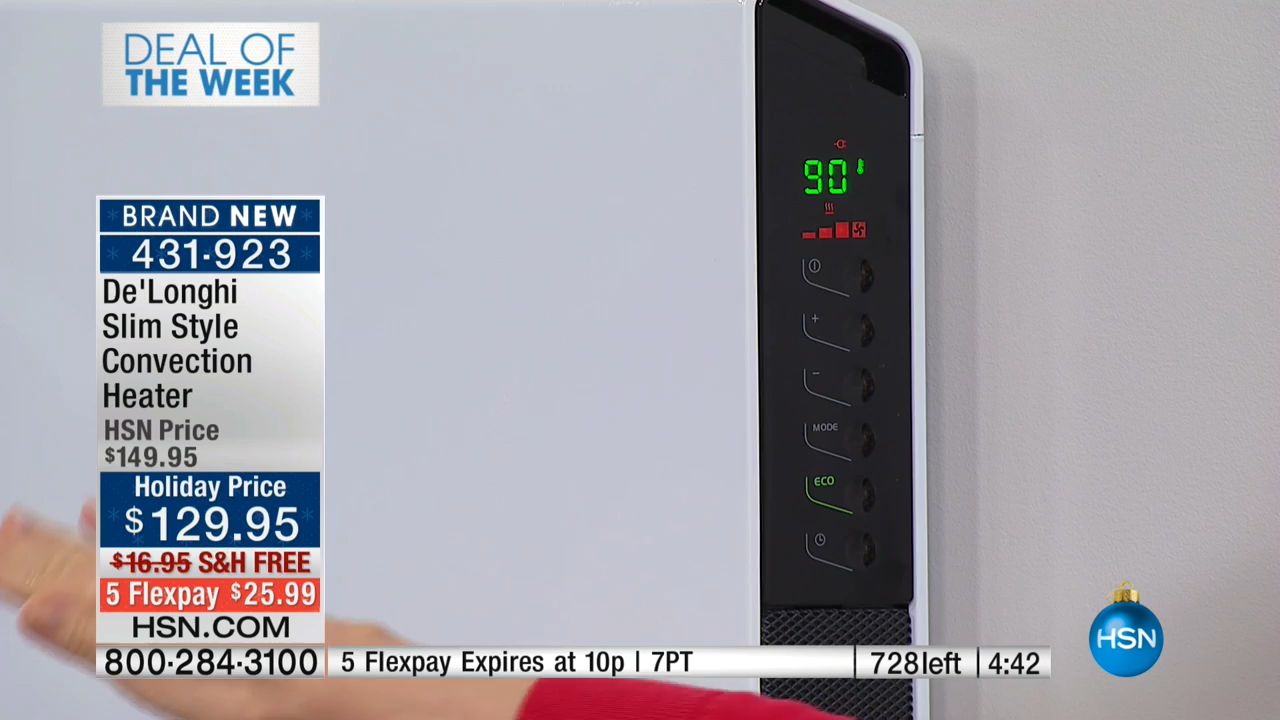 DEAL OF
THE WEEK
BRAND NEW
431·923
De'Longhi
Slim Style
Convection
Heater
HSN Price
$149.95
Holiday Price
$129.95
$16.95 S&H FREE
5 Flexpay $25.99
HSN.COM
800·284·3100
5 Flexpay Expires at 10p | 7PT
728 left
4:42
90
+
-
MODE
ECO
HSN